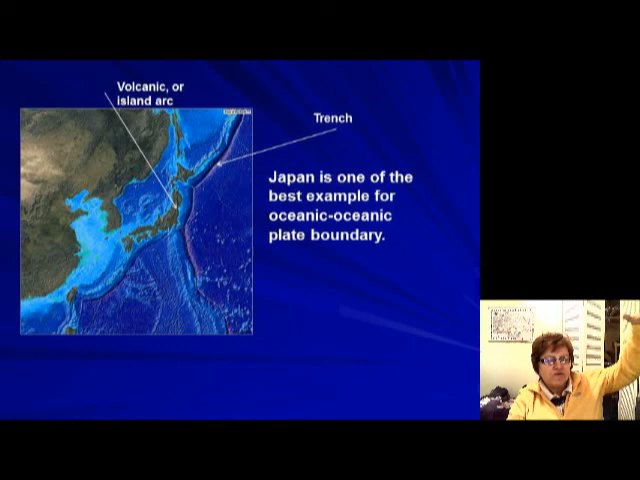 Volcanic, or
island arc
Trench
Japan is one of the
best example for
oceanic-oceanic
plate boundary.